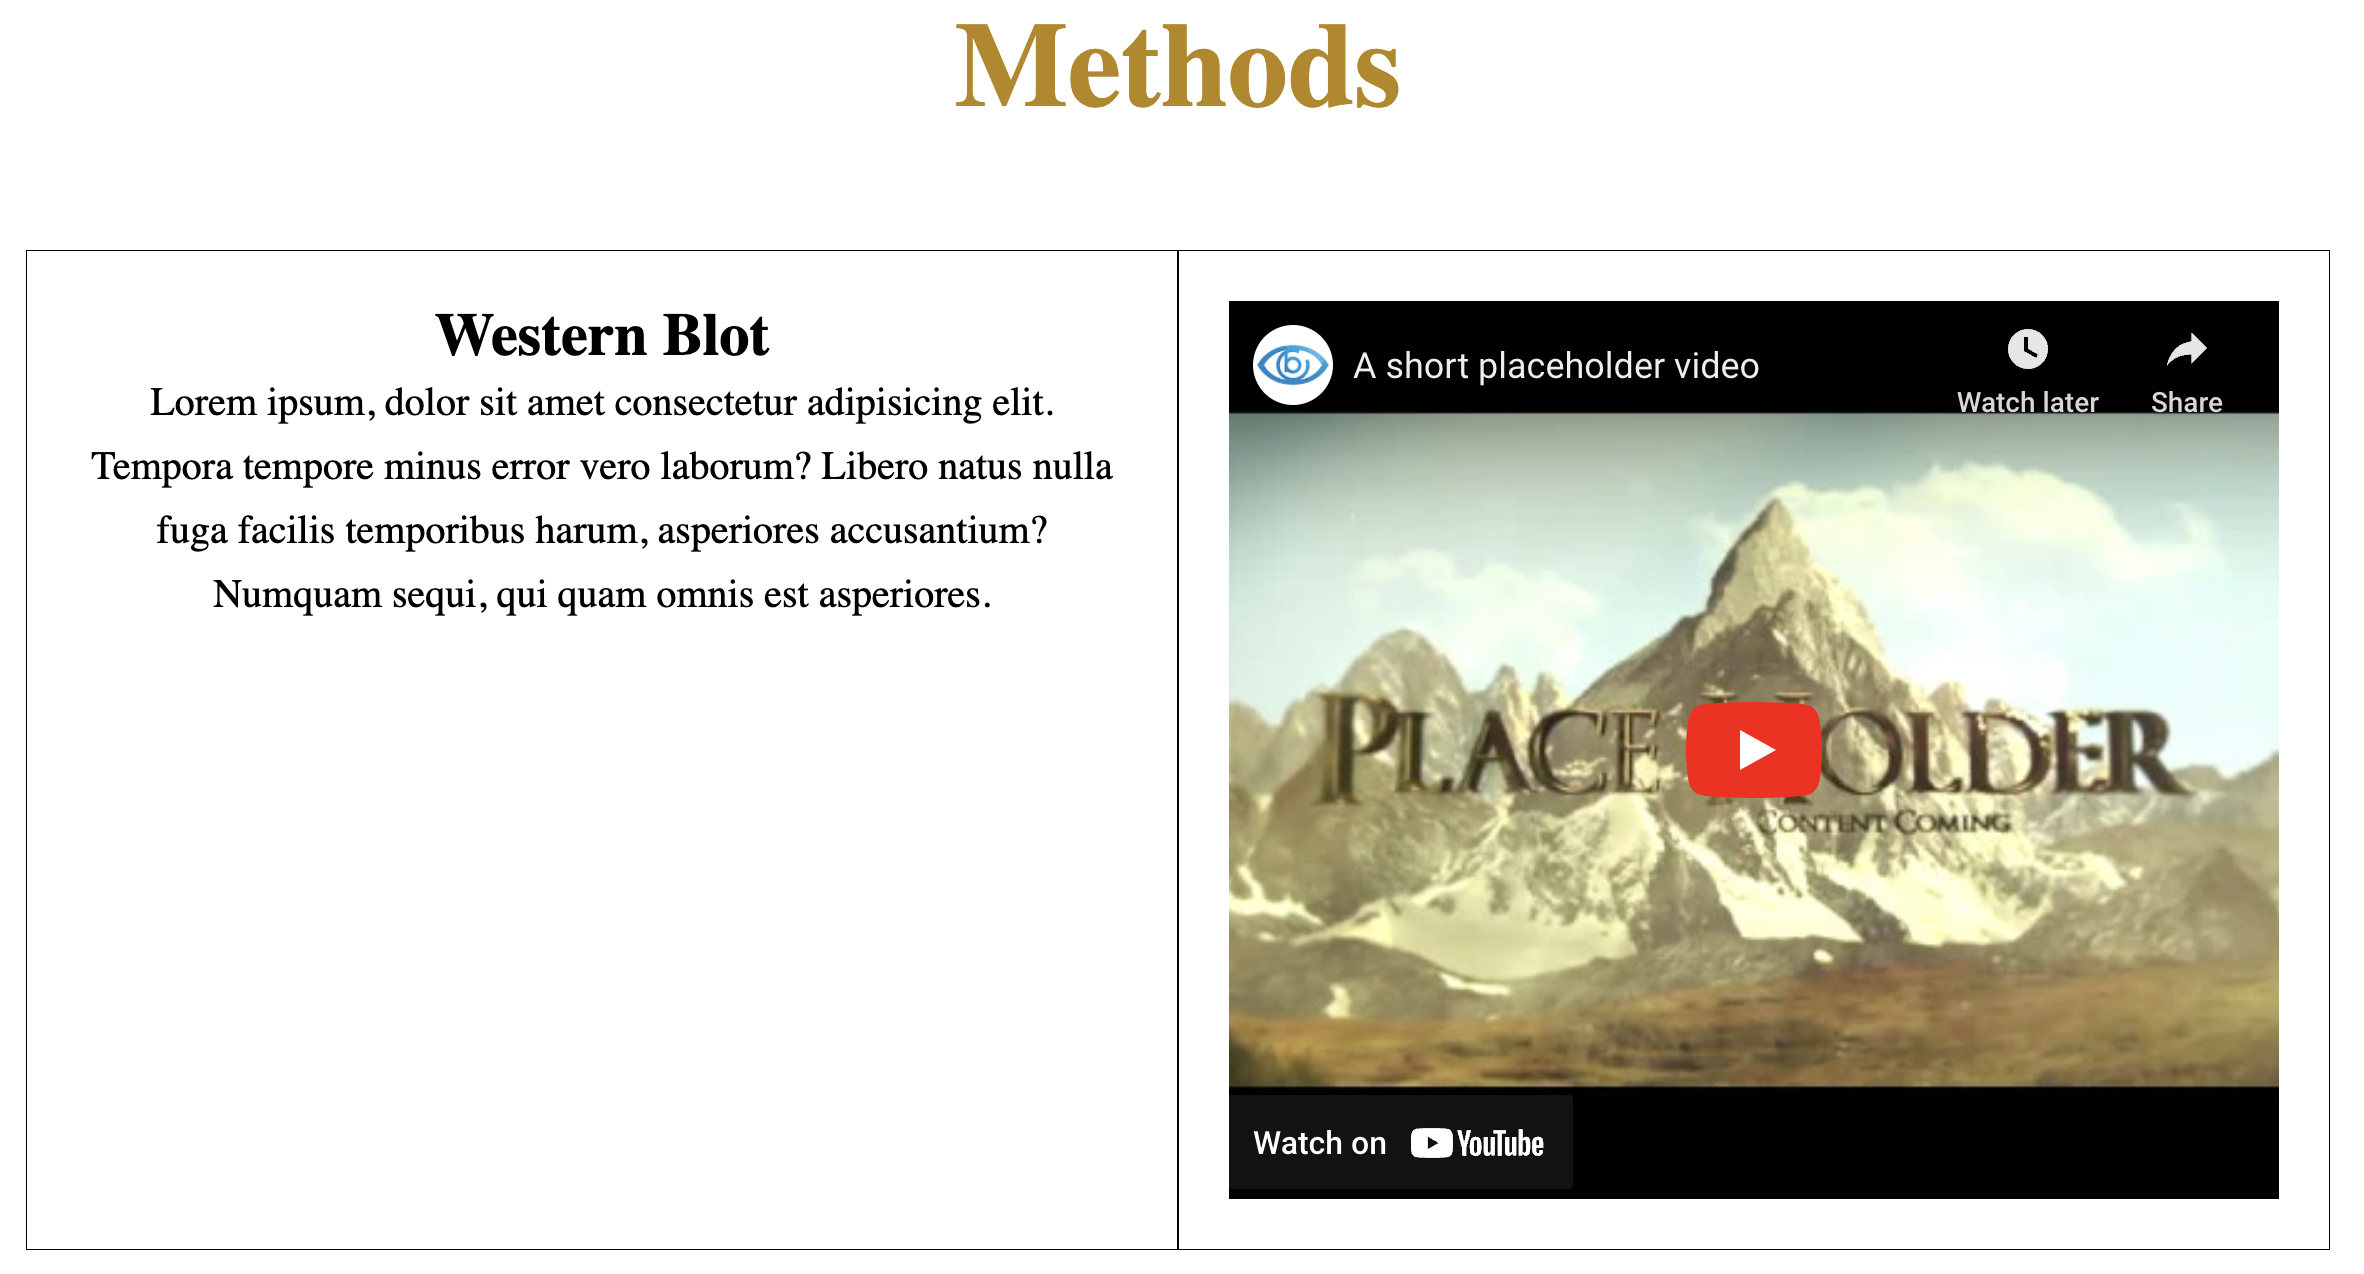 Methods
Western Blot
Lorem ipsum, dolor sit amet consectetur adipisicing elit.
Tempora tempore minus error vero laborum? Libero natus nulla
fuga facilis temporibus harum, asperiores accusantium?
Numquam sequi, qui quam omnis est asperiores.
A short placeholder video
Watch later
Share
PLACE HOLDER
CONTENT COMING
Watch on YouTube